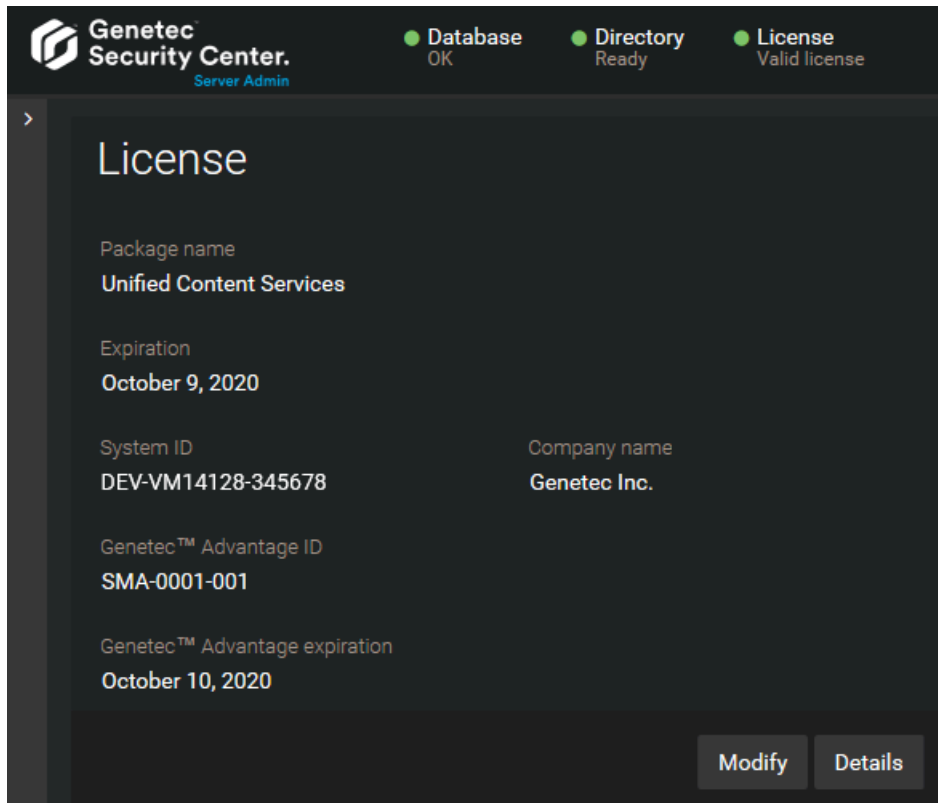 Genetec™
Security Center.
Server Admin
Database
OK
Directory
Ready
License
Valid license
License
Package name
Unified Content Services
Expiration
October 9, 2020
System ID
DEV-VM14128-345678
Company name
Genetec Inc.
Genetec™ Advantage ID
SMA-0001-001
Genetec™ Advantage expiration
October 10, 2020
Modify
Details